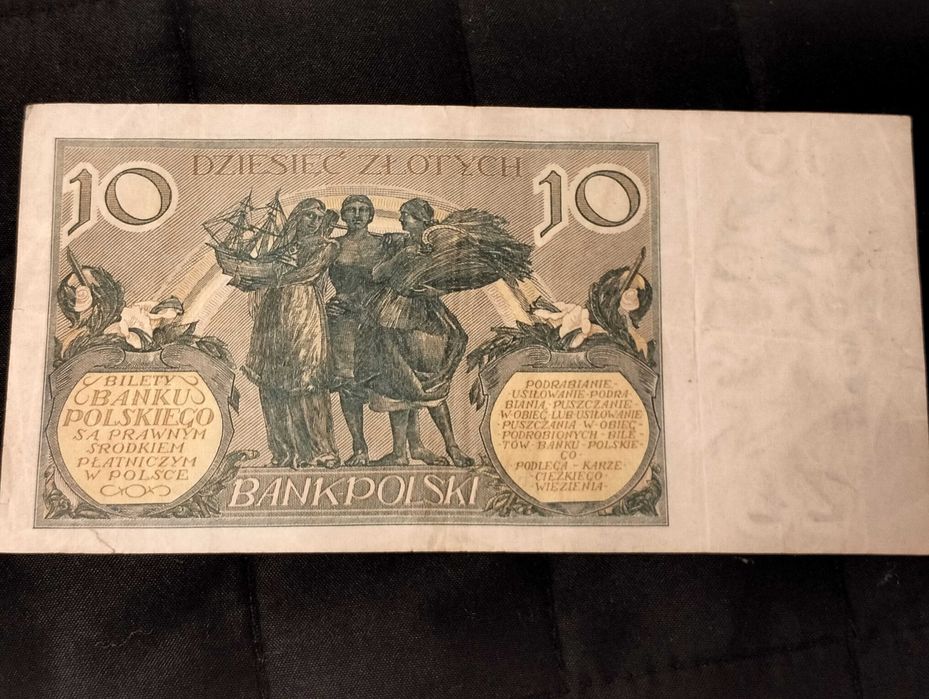 DZIESIĘĆ ZŁOTYCH
10
10
BILETY
BANKU
POLSKIEGO
SĄ PRAWNYM
ŚRODKIEM
PŁATNICZYM
W POLSCE
PODRABIANIE·
·USIŁOWANIE·PODRA-
BIANIA·PUSZCZANIE·
W·OBIEG·LUB·USIŁOWANIE
·PUSZCZANIA·W·OBIEG·
·PODROBIONYCH·BILE-
TÓW·BANKU·POLSKIE-
GO·
PODLEGA·KARZE·
CIĘŻKIEGO
·WIĘZIENIA·
BANK POLSKI